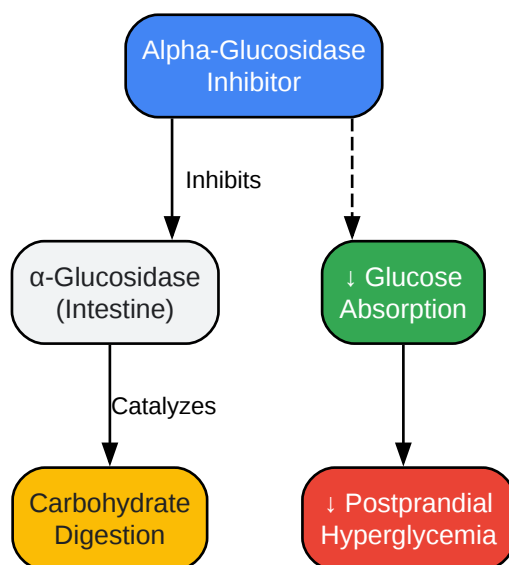 Alpha-Glucosidase
Inhibitor
Inhibits
α-Glucosidase
(Intestine)
↓ Glucose
Absorption
Catalyzes
Carbohydrate
Digestion
↓ Postprandial
Hyperglycemia